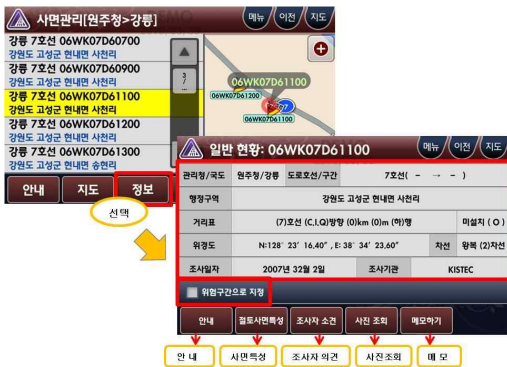 사면관리[원주청>강릉]
메뉴 이전 지도
강릉 7호선 06WK07D60700
강원도 고성군 현내면 사천리
강릉 7호선 06WK07D60900
강원도 고성군 현내면 사천리
강릉 7호선 06WK07D61100
강원도 고성군 현내면 사천리
강릉 7호선 06WK07D61200
강원도 고성군 현내면 사천리
강릉 7호선 06WK07D61300
강원도 고성군 현내면 송현리
3
/
...
06WK07D61100
06WK07D61200
7
06WK07D61100
안내 지도 정보
선택
일반 현황: 06WK07D61100
메뉴 이전 지도
관리청/국도 원주청/강릉 도로호선/구간 7호선( - → - )
행정구역 강원도 고성군 현내면 사천리
거리표 (7)호선 (C,I,Q)방향 (0)km (0)m (하)행 미설치 ( O )
위경도 N:128˚ 23′ 16,40″ , E: 38˚ 34′ 23,60″ 차선 왕복 (2)차선
조사일자 2007년 32월 2일 조사기관 KISTEC
위험구간으로 지정
안내 절토사면특성 조사자 소견 사진 조회 메모하기
안 내 사면특성 조사자 의견 사진조회 메 모